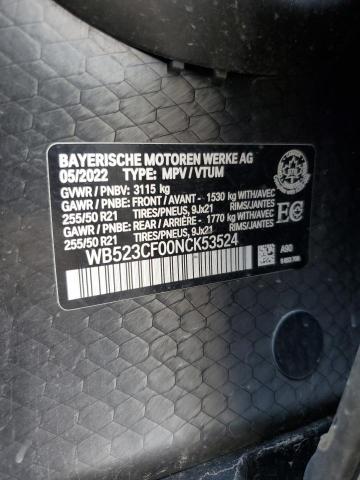 BAYERISCHE MOTOREN WERKE AG
05/2022 TYPE: MPV / VTUM
GVWR / PNBV: 3115 kg
GAWR / PNBE: FRONT / AVANT - 1530 kg WITH/AVEC
255/50 R21 TIRES/PNEUS, 9Jx21 RIMS/JANTES
GAWR / PNBE: REAR / ARRIÈRE - 1770 kg WITH/AVEC
255/50 R21 TIRES/PNEUS, 9Jx21 RIMS/JANTES
WB523CF00NCK53524
EC
A90